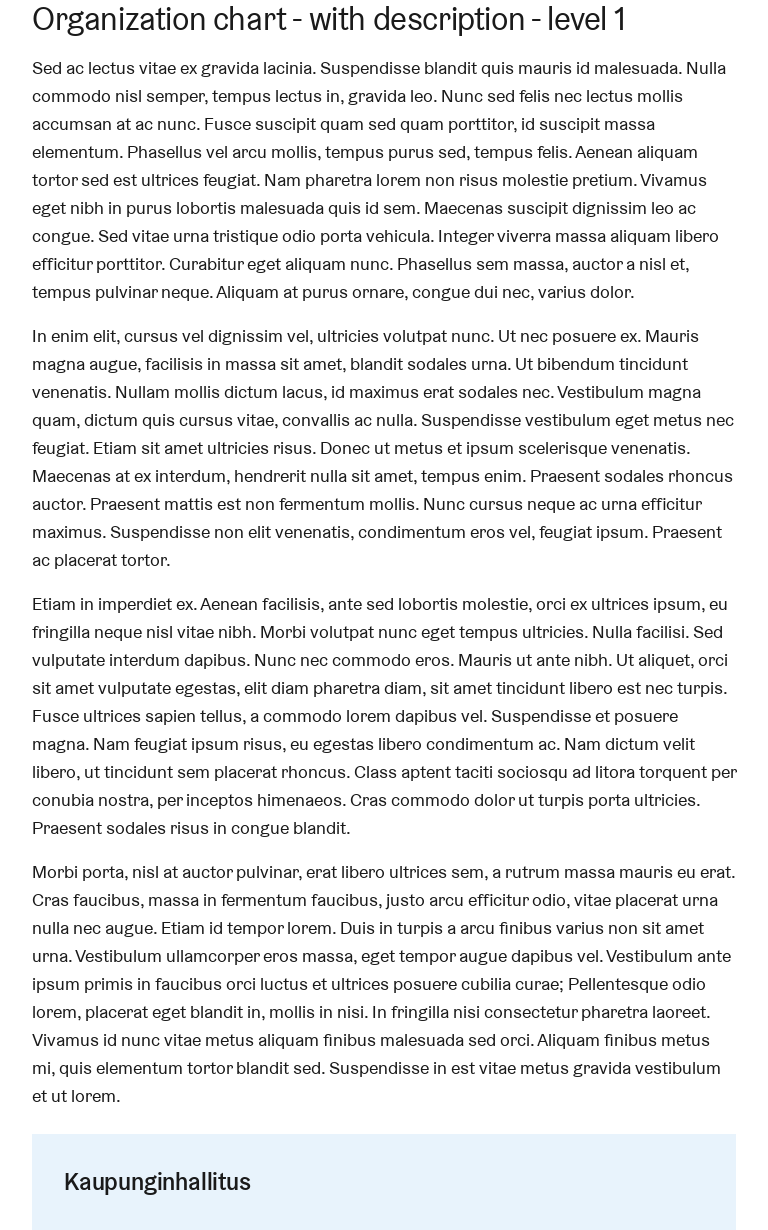 Organization chart - with description - level 1
Sed ac lectus vitae ex gravida lacinia. Suspendisse blandit quis mauris id malesuada. Nulla
commodo nisl semper, tempus lectus in, gravida leo. Nunc sed felis nec lectus mollis
accumsan at ac nunc. Fusce suscipit quam sed quam porttitor, id suscipit massa
elementum. Phasellus vel arcu mollis, tempus purus sed, tempus felis. Aenean aliquam
tortor sed est ultrices feugiat. Nam pharetra lorem non risus molestie pretium. Vivamus
eget nibh in purus lobortis malesuada quis id sem. Maecenas suscipit dignissim leo ac
congue. Sed vitae urna tristique odio porta vehicula. Integer viverra massa aliquam libero
efficitur porttitor. Curabitur eget aliquam nunc. Phasellus sem massa, auctor a nisl et,
tempus pulvinar neque. Aliquam at purus ornare, congue dui nec, varius dolor.
In enim elit, cursus vel dignissim vel, ultricies volutpat nunc. Ut nec posuere ex. Mauris
magna augue, facilisis in massa sit amet, blandit sodales urna. Ut bibendum tincidunt
venenatis. Nullam mollis dictum lacus, id maximus erat sodales nec. Vestibulum magna
quam, dictum quis cursus vitae, convallis ac nulla. Suspendisse vestibulum eget metus nec
feugiat. Etiam sit amet ultricies risus. Donec ut metus et ipsum scelerisque venenatis.
Maecenas at ex interdum, hendrerit nulla sit amet, tempus enim. Praesent sodales rhoncus
auctor. Praesent mattis est non fermentum mollis. Nunc cursus neque ac urna efficitur
maximus. Suspendisse non elit venenatis, condimentum eros vel, feugiat ipsum. Praesent
ac placerat tortor.
Etiam in imperdiet ex. Aenean facilisis, ante sed lobortis molestie, orci ex ultrices ipsum, eu
fringilla neque nisl vitae nibh. Morbi volutpat nunc eget tempus ultricies. Nulla facilisi. Sed
vulputate interdum dapibus. Nunc nec commodo eros. Mauris ut ante nibh. Ut aliquet, orci
sit amet vulputate egestas, elit diam pharetra diam, sit amet tincidunt libero est nec turpis.
Fusce ultrices sapien tellus, a commodo lorem dapibus vel. Suspendisse et posuere
magna. Nam feugiat ipsum risus, eu egestas libero condimentum ac. Nam dictum velit
libero, ut tincidunt sem placerat rhoncus. Class aptent taciti sociosqu ad litora torquent per
conubia nostra, per inceptos himenaeos. Cras commodo dolor ut turpis porta ultricies.
Praesent sodales risus in congue blandit.
Morbi porta, nisl at auctor pulvinar, erat libero ultrices sem, a rutrum massa mauris eu erat.
Cras faucibus, massa in fermentum faucibus, justo arcu efficitur odio, vitae placerat urna
nulla nec augue. Etiam id tempor lorem. Duis in turpis a arcu finibus varius non sit amet
urna. Vestibulum ullamcorper eros massa, eget tempor augue dapibus vel. Vestibulum ante
ipsum primis in faucibus orci luctus et ultrices posuere cubilia curae; Pellentesque odio
lorem, placerat eget blandit in, mollis in nisi. In fringilla nisi consectetur pharetra laoreet.
Vivamus id nunc vitae metus aliquam finibus malesuada sed orci. Aliquam finibus metus
mi, quis elementum tortor blandit sed. Suspendisse in est vitae metus gravida vestibulum
et ut lorem.
Kaupunginhallitus